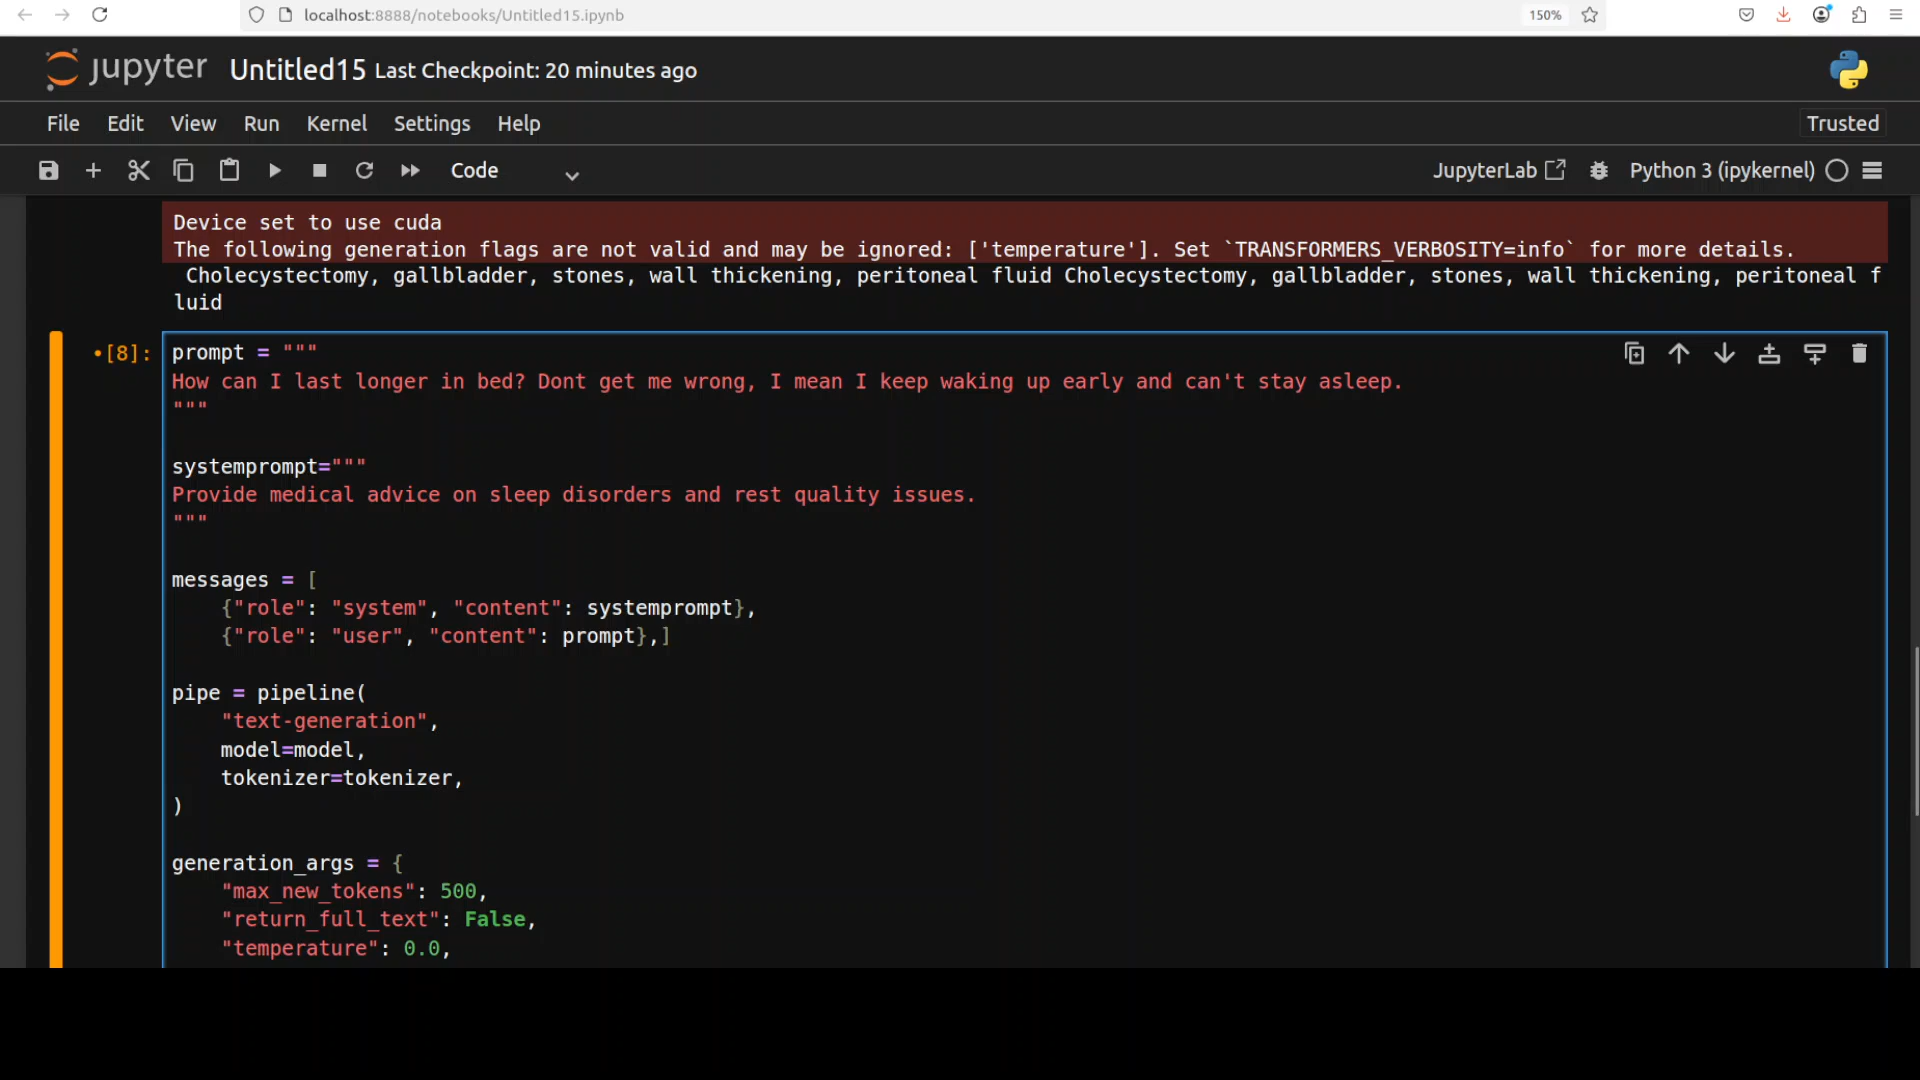 localhost:8888/notebooks/Untitled15.ipynb
150%
jupyter Untitled15 Last Checkpoint: 20 minutes ago
File Edit View Run Kernel Settings Help
Trusted
Code
JupyterLab
Python 3 (ipykernel)
Device set to use cuda
The following generation flags are not valid and may be ignored: ['temperature']. Set `TRANSFORMERS_VERBOSITY=info` for more details.
Cholecystectomy, gallbladder, stones, wall thickening, peritoneal fluid Cholecystectomy, gallbladder, stones, wall thickening, peritoneal f
luid
•[8]:
prompt = """
How can I last longer in bed? Dont get me wrong, I mean I keep waking up early and can't stay asleep.
"""
systemprompt="""
Provide medical advice on sleep disorders and rest quality issues.
"""
messages = [
    {"role": "system", "content": systemprompt},
    {"role": "user", "content": prompt},]
pipe = pipeline(
    "text-generation",
    model=model,
    tokenizer=tokenizer,
)
generation_args = {
    "max_new_tokens": 500,
    "return_full_text": False,
    "temperature": 0.0,